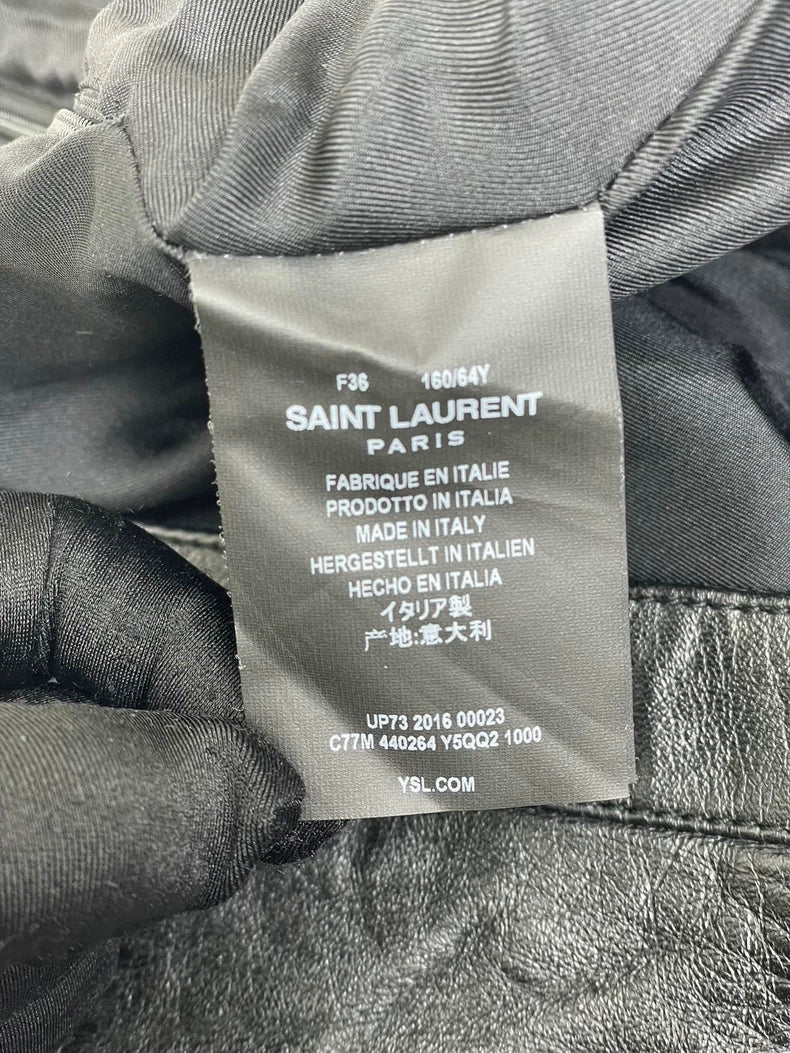 F36 160/64Y
SAINT LAURENT
PARIS
FABRIQUE EN ITALIE
PRODOTTO IN ITALIA
MADE IN ITALY
HERGESTELLT IN ITALIEN
HECHO EN ITALIA
イタリア製
产地:意大利
UP73 2016 00023
C77M 440264 Y5QQ2 1000
YSL.COM